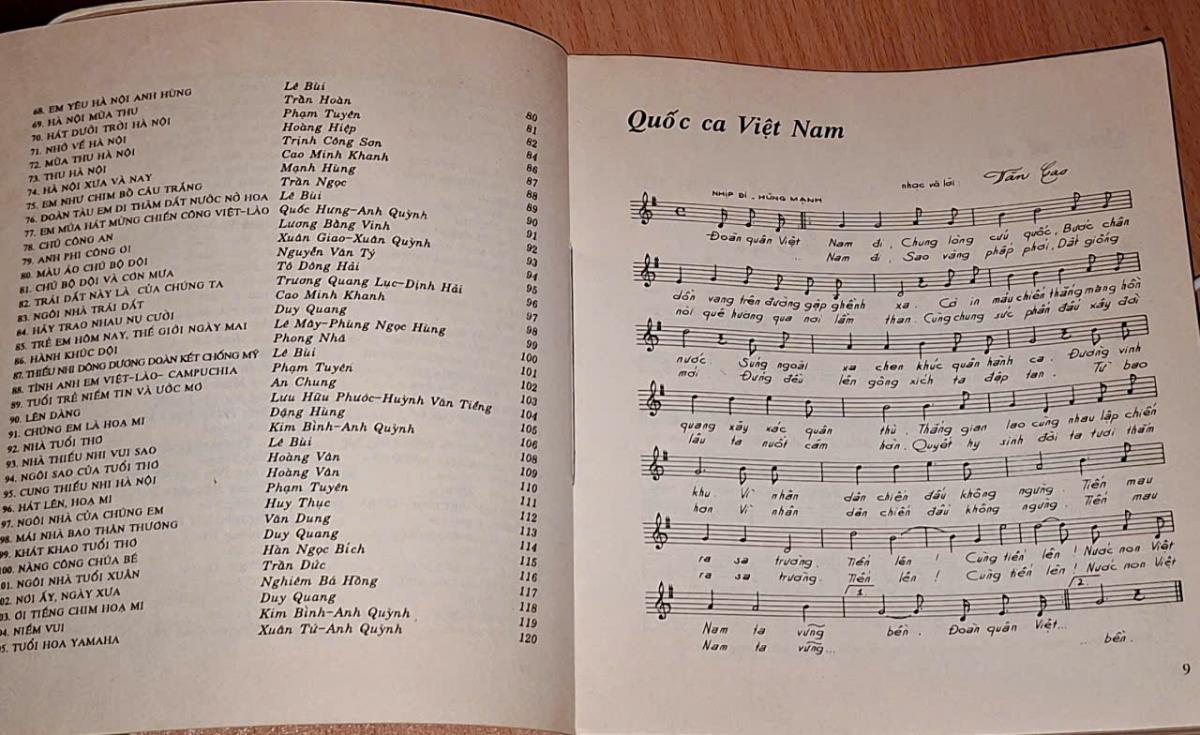 68. EM YÊU HÀ NỘI ANH HÙNG Lê Bùi 80
69. HÀ NỘI MÙA THU Trần Hoàn 81
70. HÁT DƯỚI TRỜI HÀ NỘI Phạm Tuyên 82
71. NHỚ VỀ HÀ NỘI Hoàng Hiệp 84
72. MÙA THU HÀ NỘI Trịnh Công Sơn 86
73. THU HÀ NỘI Cao Minh Khanh 87
74. HÀ NỘI XƯA VÀ NAY Mạnh Hùng 88
75. EM NHƯ CHIM BỒ CÂU TRẮNG Trần Ngọc 89
76. ĐOÀN TÀU EM ĐI THĂM ĐẤT NƯỚC NỞ HOA Lê Bùi 90
77. EM MÚA HÁT MỪNG CHIẾN CÔNG VIỆT-LÀO Quốc Hưng-Anh Quỳnh 91
78. CHÚ CÔNG AN Lương Bằng Vinh 92
79. ANH PHI CÔNG ƠI Xuân Giao-Xuân Quỳnh 93
80. MÀU ÁO CHÚ BỘ ĐỘI Nguyễn Văn Tý 94
81. CHÚ BỘ ĐỘI VÀ CƠN MƯA Tô Đông Hải 95
82. TRÁI ĐẤT NÀY LÀ CỦA CHÚNG TA Trương Quang Lục-Định Hải 96
83. NGÔI NHÀ TRÁI ĐẤT Cao Minh Khanh 97
84. HÃY TRAO NHAU NỤ CƯỜI Duy Quang 98
85. TRẺ EM HÔM NAY, THẾ GIỚI NGÀY MAI Lê Mây-Phùng Ngọc Hùng 99
86. HÀNH KHÚC ĐỘI Phong Nhã 100
87. THIẾU NHI ĐÔNG DƯƠNG ĐOÀN KẾT CHỐNG MỸ Lê Bùi 101
88. TÌNH ANH EM VIỆT-LÀO- CAMPUCHIA Phạm Tuyên 102
89. TUỔI TRẺ NIỀM TIN VÀ ƯỚC MƠ An Chung 103
90. LÊN ĐÀNG Lưu Hữu Phước-Huỳnh Văn Tiểng 104
91. CHÚNG EM LÀ HOẠ MI Đặng Hùng 105
92. NHÀ TUỔI THƠ Kim Bình-Anh Quỳnh 106
93. NHÀ THIẾU NHI VUI SAO Lê Bùi 108
94. NGÔI SAO CỦA TUỔI THƠ Hoàng Vân 109
95. CUNG THIẾU NHI HÀ NỘI Hoàng Vân 110
96. HÁT LÊN, HOẠ MI Phạm Tuyên 111
97. NGÔI NHÀ CỦA CHÚNG EM Huy Thục 112
98. MÁI NHÀ BAO THÂN THƯƠNG Văn Dung 113
99. KHÁT KHAO TUỔI THƠ Duy Quang 114
100. NÀNG CÔNG CHÚA BÉ Hàn Ngọc Bích 115
01. NGÔI NHÀ TUỔI XUÂN Trần Đức 116
02. NƠI ẤY, NGÀY XƯA Nghiêm Bá Hồng 117
03. ƠI TIẾNG CHIM HOẠ MI Duy Quang 118
04. NIỀM VUI Kim Bình-Anh Quỳnh 119
05. TUỔI HOA YAMAHA Xuân Tứ-Anh Quỳnh 120
Quốc ca Việt Nam
nhạc và lời: Văn Cao
NHỊP ĐI - HÙNG MẠNH
Đoàn quân Việt Nam đi, Chung lòng cứu quốc, Bước chân
... Nam đi, Sao vàng phấp phới, Dắt giống
dồn vang trên đường gập ghềnh xa. Cờ in máu chiến thắng mang hồn
nòi quê hương qua nơi lầm than. Cùng chung sức phấn đấu xây đời
nước. Súng ngoài xa chen khúc quân hành ca. Đường vinh
mới. Đứng đều lên gông xích ta đập tan. Từ bao
quang xây xác quân thù. Thắng gian lao cùng nhau lập chiến
lâu ta nuốt căm hờn. Quyết hy sinh đời ta tươi thắm
khu. Vì nhân dân chiến đấu không ngừng. Tiến mau
hơn Vì nhân dân chiến đấu không ngừng. Tiến mau
ra sa trường. Tiến lên! Cùng tiến lên! Nước non Việt
ra sa trường. Tiến lên! Cùng tiến lên! Nước non Việt
1. 2.
Nam ta vững bền. Đoàn quân Việt...
Nam ta vững... ... bền.
9